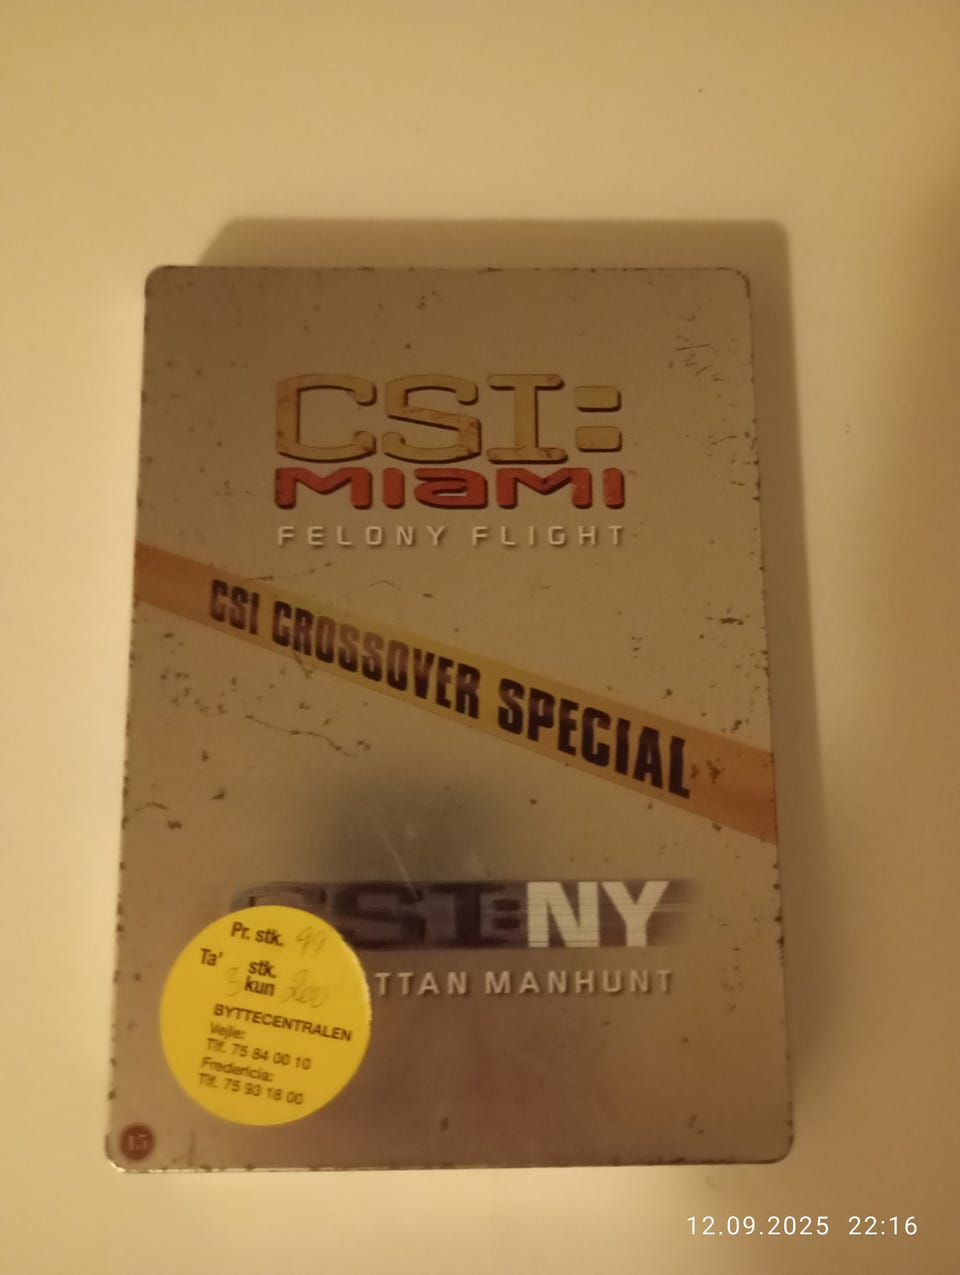 CSI:
MIAMI
FELONY FLIGHT
CSI CROSSOVER SPECIAL
CSI:NY
TTAN MANHUNT
Pr. stk. 99
Ta' 3 stk.
kun 200
BYTTECENTRALEN
Vejle:
Tlf. 75 84 00 10
Fredericia:
Tlf. 75 93 18 00
15
12.09.2025 22:16